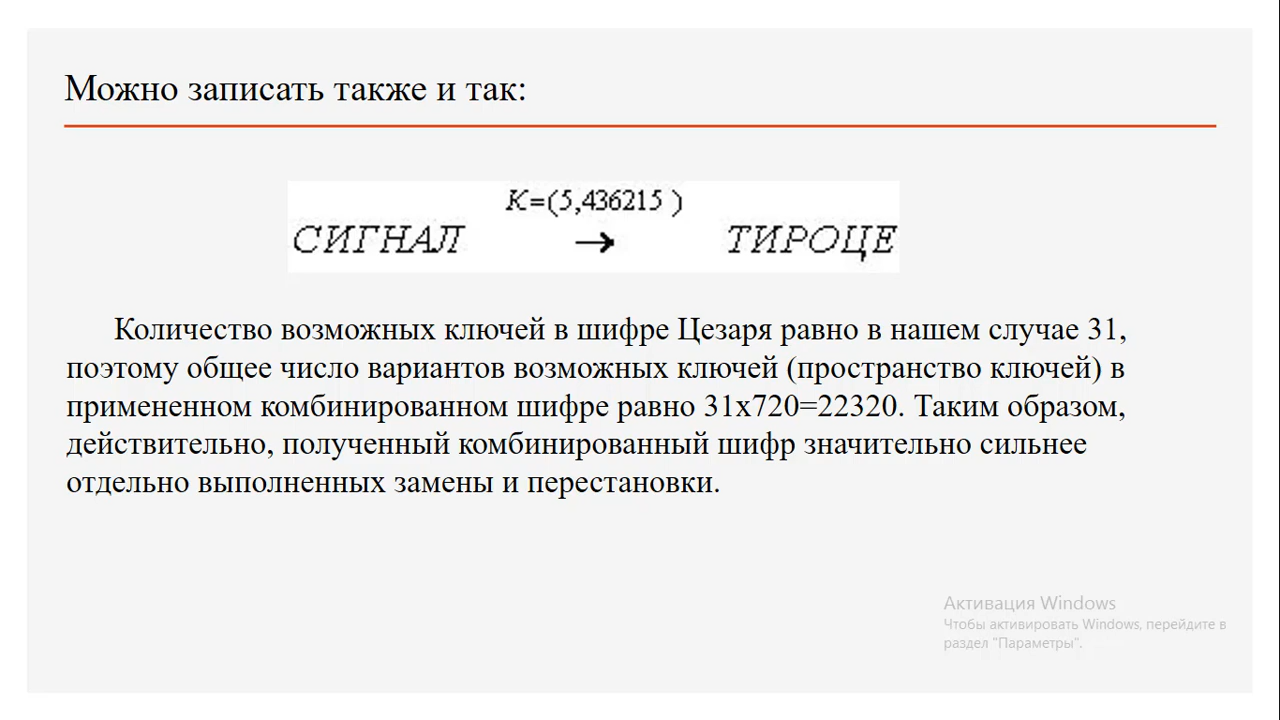 Можно записать также и так:
K=(5,436215 )
СИГНАЛ → ТИРОЦЕ
Количество возможных ключей в шифре Цезаря равно в нашем случае 31,
поэтому общее число вариантов возможных ключей (пространство ключей) в
примененном комбинированном шифре равно 31х720=22320. Таким образом,
действительно, полученный комбинированный шифр значительно сильнее
отдельно выполненных замены и перестановки.
Активация Windows
Чтобы активировать Windows, перейдите в
раздел "Параметры".